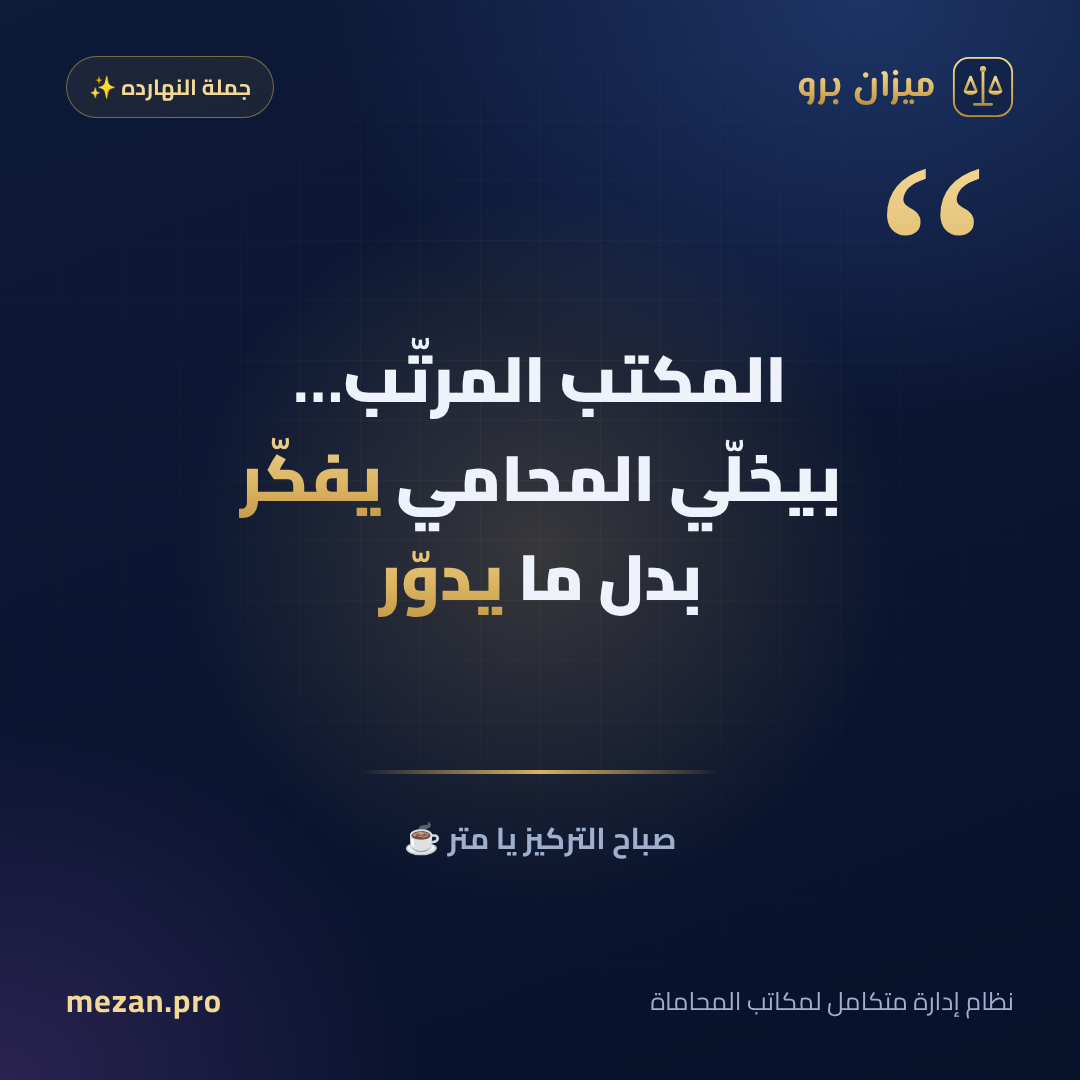 ميزان برو
جملة النهارده ✨
“
المكتب المرتّب...
بيخلّي المحامي يفكّر
بدل ما يدوّر
صباح التركيز يا متر ☕
نظام إدارة متكامل لمكاتب المحاماة
mezan.pro